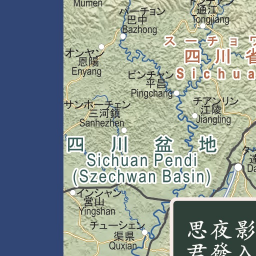 Mumen
バーチョン
巴中
Bazhong
通江
Tongjiang
オンヤン
恩陽
Enyang
スーチョワ
四川省
Sichua
ピンチャン
平昌
Pingchang
チアンリン
江陵
Jiangling
サンホーチェン
三河鎮
Sanhezhen
四川盆地
Sichuan Pendi
(Szechwan Basin)
インシャン
営山
Yingshan
チューシェン
渠県
Quxian
思夜影
君發入